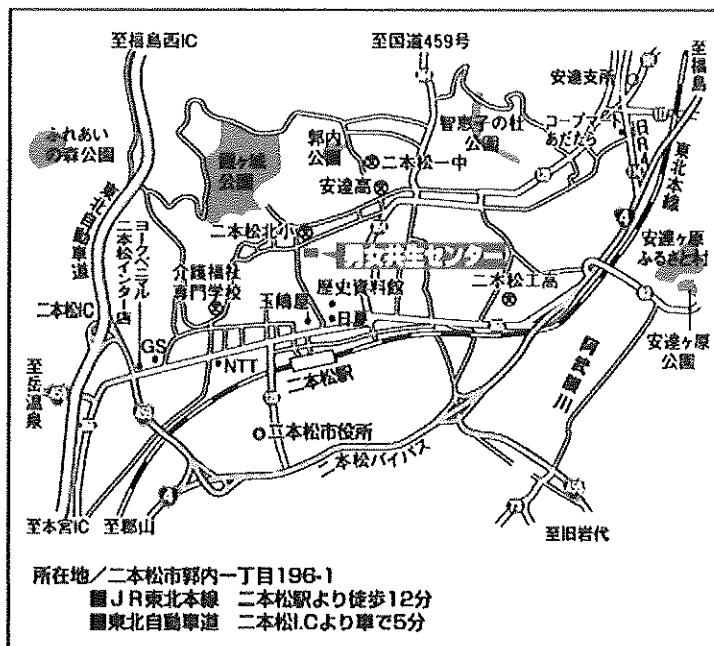 至福島西IC
至国道459号
安達支所
至福島
ふれあい
の森公園
霞ヶ城
公園
郭内
公園
二本松一中
智恵子の杜
公園
コープマート
あだたら
旧R4
東北本線
安達高
東北自動車道
二本松北小
男女共生センター
安達ヶ原
ふるさと村
ヨークベニマル
二本松インター店
介護福祉
専門学校
玉嶋屋
歴史資料館
日夏
二本松工高
二本松IC
GS
NTT
二本松駅
安達ヶ原
公園
至岳温泉
阿武隈川
二本松市役所
二本松バイパス
4
4
至本宮IC
至郡山
至旧岩代
所在地／二本松市郭内一丁目196-1
■JR東北本線 二本松駅より徒歩12分
■東北自動車道 二本松I.Cより車で5分